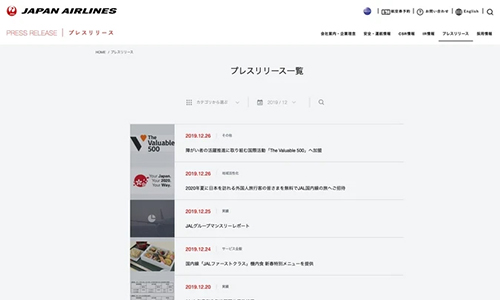 JAPAN AIRLINES
航空券予約 お問い合わせ English
PRESS RELEASE プレスリリース
会社案内・企業理念 安全・運航情報 CSR情報 IR情報 プレスリリース 採用情報
HOME / プレスリリース
プレスリリース一覧
カテゴリから選ぶ 2019 / 12
The Valuable 500
2019.12.26 その他
障がい者の活躍推進に取り組む国際活動「The Valuable 500」へ加盟
Your Japan.
Your 2020.
Your Way.
2019.12.26 地域活性化
2020年夏に日本を訪れる外国人旅行者の皆さまを無料でJAL国内線の旅へご招待
2019.12.25
JALグループマンスリーレポート
2019.12.24 サービス全般
国内線「JALファーストクラス」機内食 新春特別メニューを提供
2019.12.20